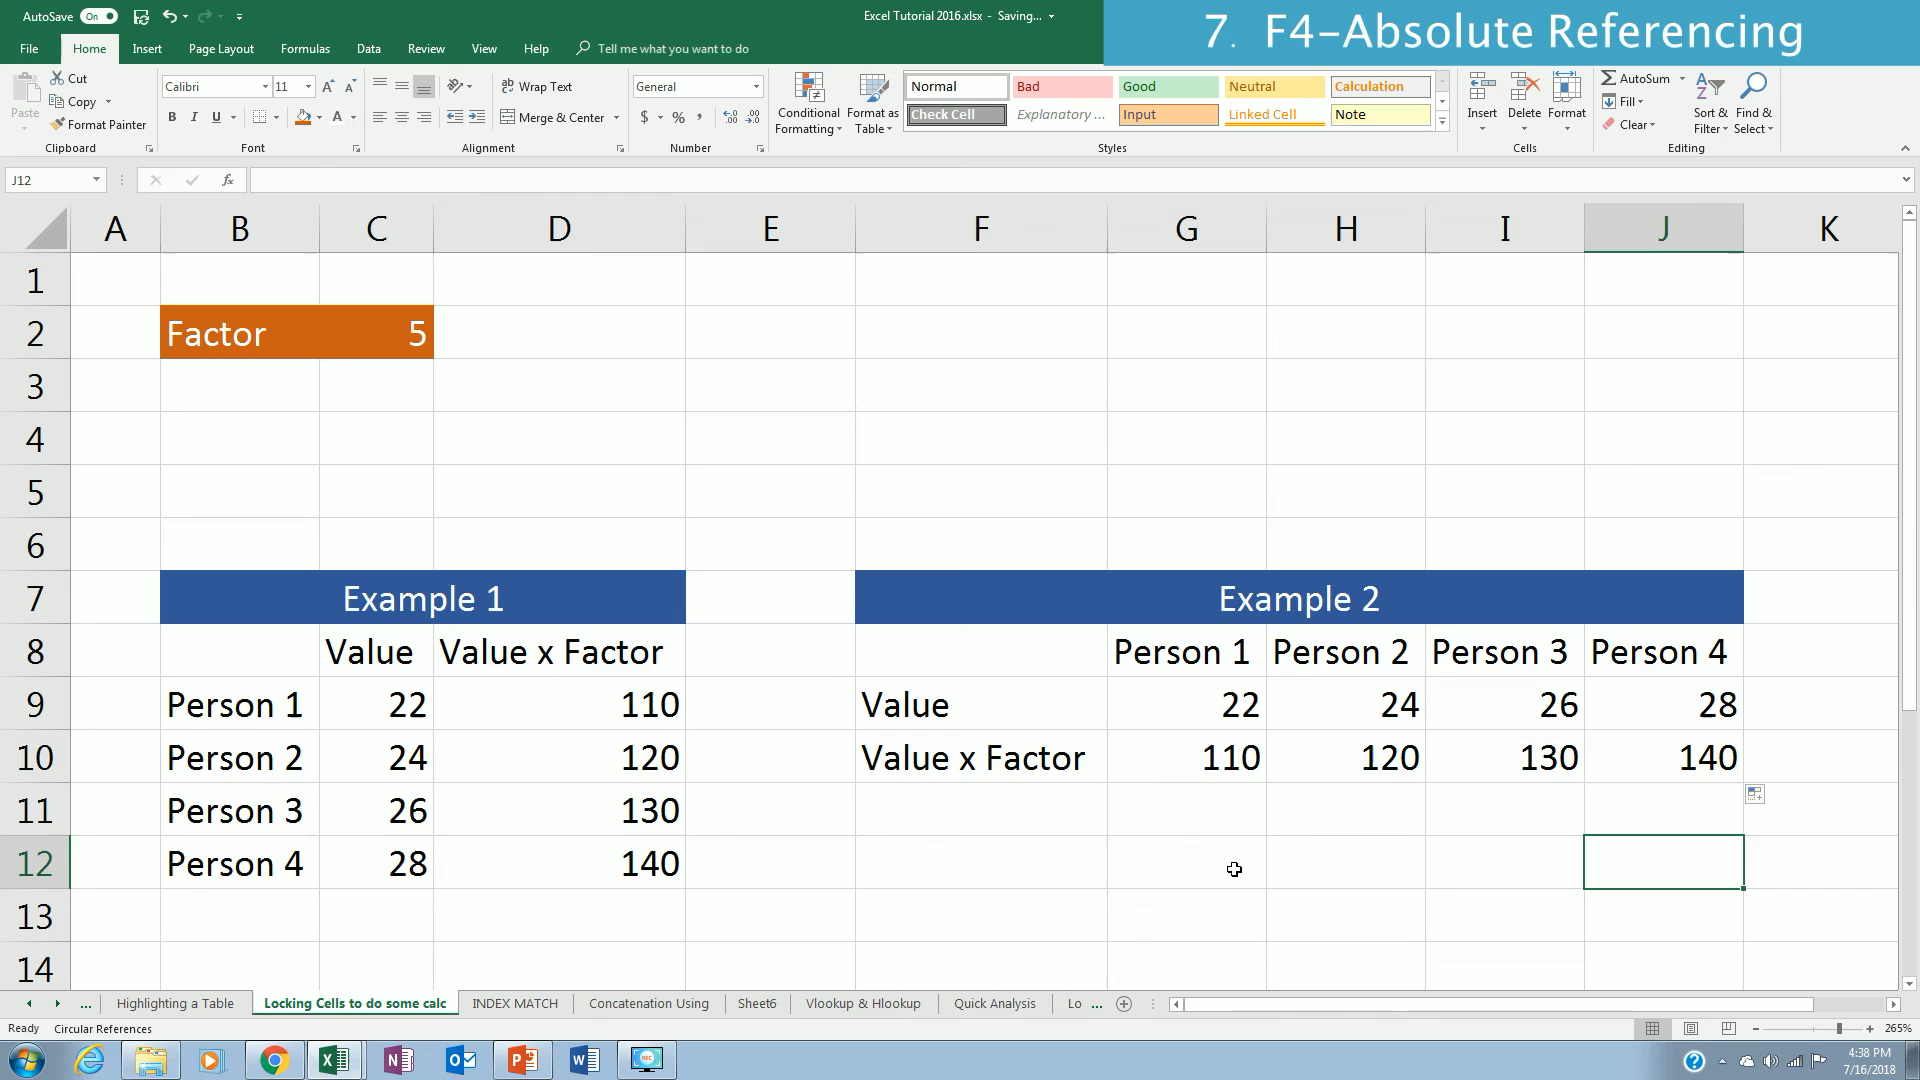 AutoSave On
Excel Tutorial 2016.xlsx - Saving...
7. F4-Absolute Referencing
File Home Insert Page Layout Formulas Data Review View Help Tell me what you want to do
Paste
Cut
Copy
Format Painter
Clipboard
Calibri 11
B I U
Font
Wrap Text
Merge & Center
Alignment
General
$ % ,
Number
Conditional Formatting
Format as Table
Normal Bad Good Neutral Calculation
Check Cell Explanatory ... Input Linked Cell Note
Styles
Insert Delete Format
Cells
AutoSum
Fill
Clear
Sort & Filter
Find & Select
Editing
J12 fx
A B C D E F G H I J K
1
2 Factor 5
3
4
5
6
7 Example 1 Example 2
8 Value Value x Factor Person 1 Person 2 Person 3 Person 4
9 Person 1 22 110 Value 22 24 26 28
10 Person 2 24 120 Value x Factor 110 120 130 140
11 Person 3 26 130
12 Person 4 28 140
13
14
... Highlighting a Table Locking Cells to do some calc INDEX MATCH Concatenation Using Sheet6 Vlookup & Hlookup Quick Analysis Lo ...
Ready Circular References 265%
4:38 PM
7/16/2018